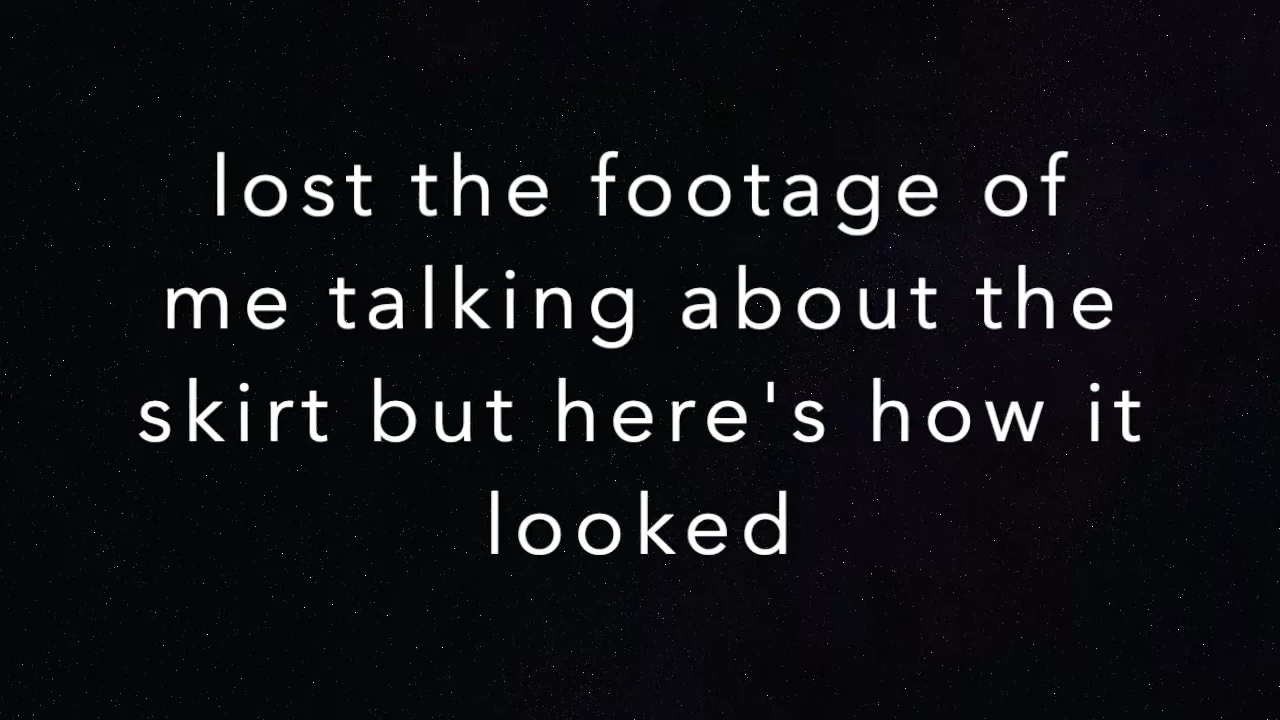 lost the footage of
me talking about the
skirt but here's how it
looked